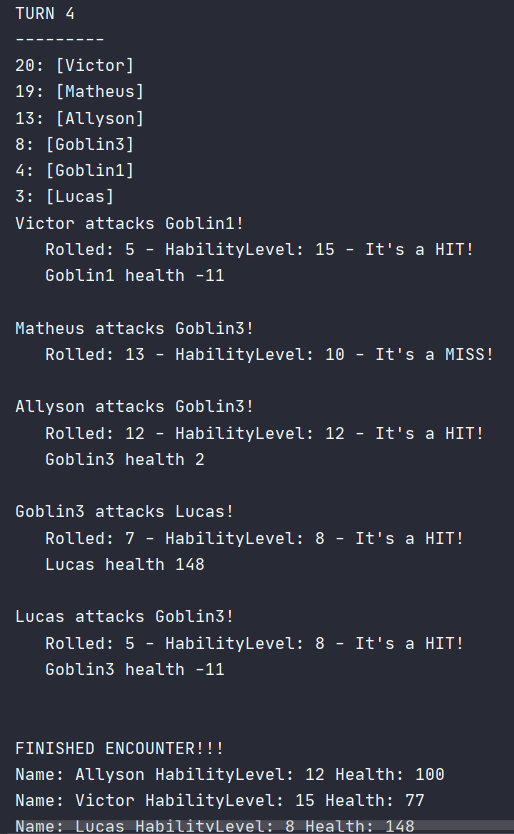 TURN 4
---------
20: [Victor]
19: [Matheus]
13: [Allyson]
8: [Goblin3]
4: [Goblin1]
3: [Lucas]
Victor attacks Goblin1!
Rolled: 5 - HabilityLevel: 15 - It's a HIT!
Goblin1 health -11
Matheus attacks Goblin3!
Rolled: 13 - HabilityLevel: 10 - It's a MISS!
Allyson attacks Goblin3!
Rolled: 12 - HabilityLevel: 12 - It's a HIT!
Goblin3 health 2
Goblin3 attacks Lucas!
Rolled: 7 - HabilityLevel: 8 - It's a HIT!
Lucas health 148
Lucas attacks Goblin3!
Rolled: 5 - HabilityLevel: 8 - It's a HIT!
Goblin3 health -11
FINISHED ENCOUNTER!!!
Name: Allyson HabilityLevel: 12 Health: 100
Name: Victor HabilityLevel: 15 Health: 77
Name: Lucas HabilityLevel: 8 Health: 148